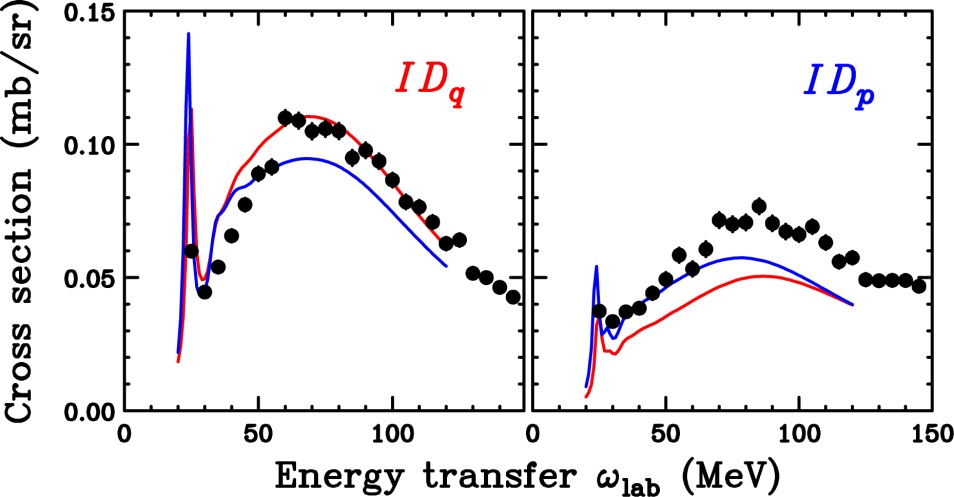 Cross section (mb/sr)
0.15
0.10
0.05
0.00
ID_q
ID_p
0 50 100 0 50 100 150
Energy transfer ω_lab (MeV)